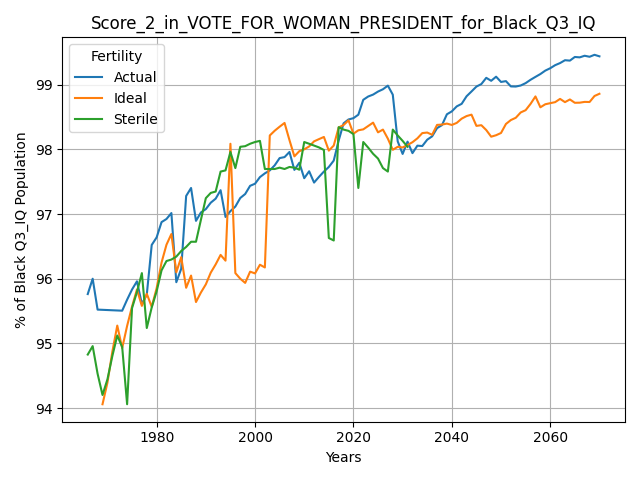 Score_2_in_VOTE_FOR_WOMAN_PRESIDENT_for_Black_Q3_IQ
Fertility
Actual
Ideal
Sterile
% of Black Q3_IQ Population
99
98
97
96
95
94
1980
2000
2020
2040
2060
Years